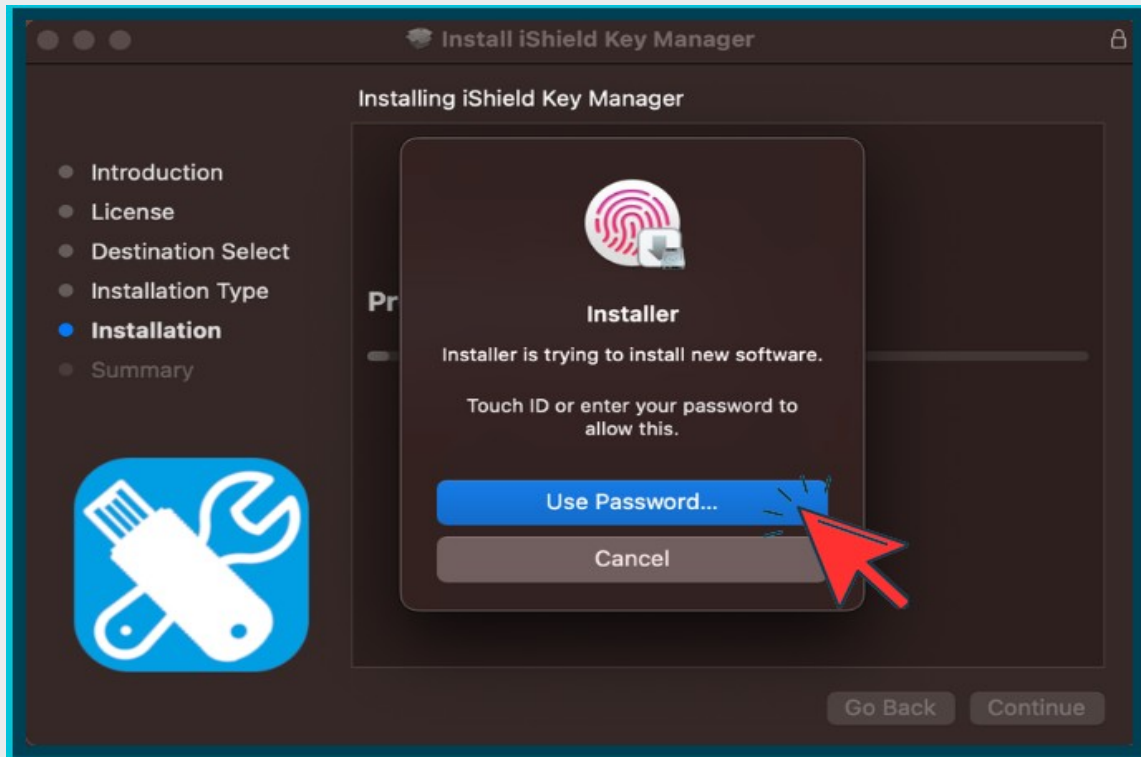 Install iShield Key Manager
Installing iShield Key Manager
Introduction
License
Destination Select
Installation Type
Installation
Summary
Pr
Installer
Installer is trying to install new software.
Touch ID or enter your password to
allow this.
Use Password...
Cancel
Go Back
Continue